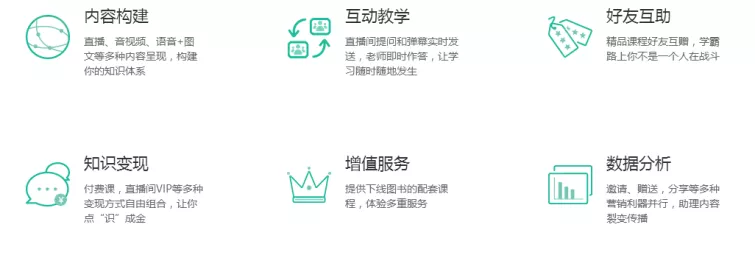 内容构建
直播、音视频、语音+图
文等多种内容呈现，构建
你的知识体系
互动教学
直播间提问和弹幕实时发
送，老师即时作答，让学
习随时随地发生
好友互助
精品课程好友互赠，学霸
路上你不是一个人在战斗
知识变现
付费课，直播间VIP等多种
变现方式自由组合，让你
点“识”成金
增值服务
提供下线图书的配套课
程，体验多重服务
数据分析
邀请、赠送，分享等多种
营销利器并行，助理内容
裂变传播